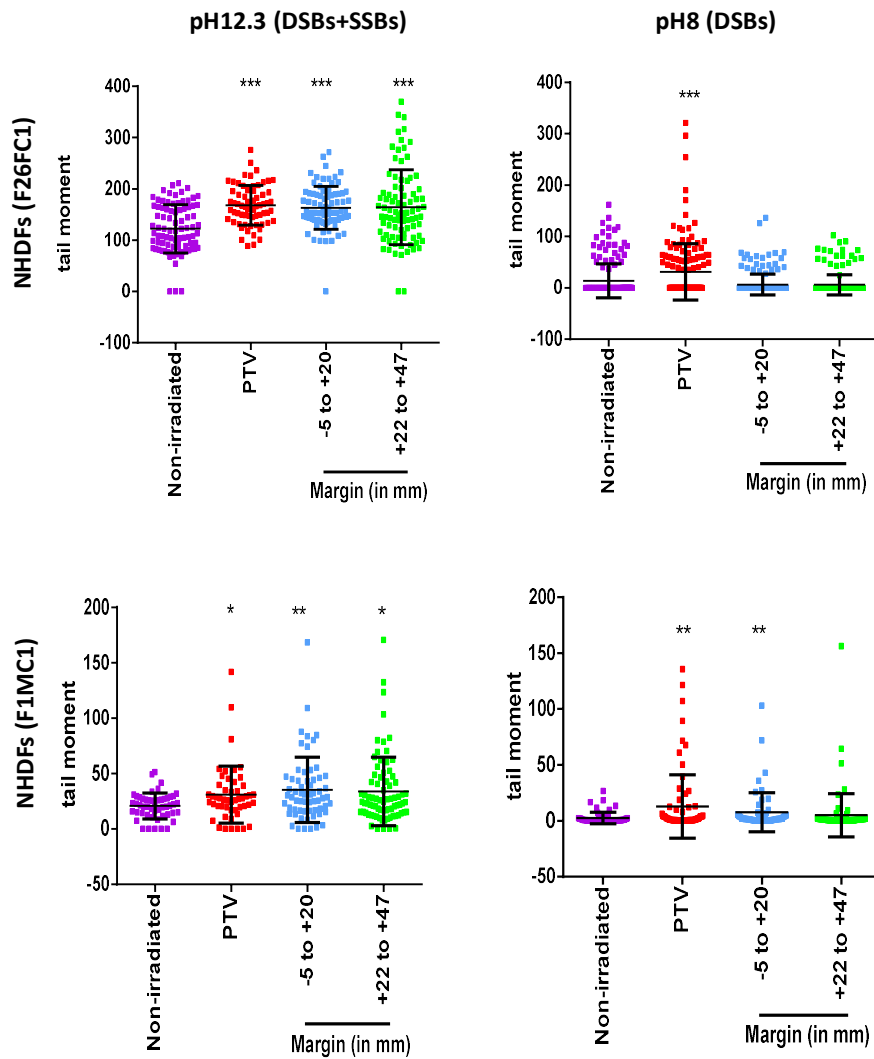 pH12.3 (DSBs+SSBs)
pH8 (DSBs)
NHDFs (F26FC1)
tail moment
400
300
200
100
0
-100
***
***
***
Non-irradiated
PTV
-5 to +20
+22 to +47
Margin (in mm)
tail moment
400
300
200
100
0
-100
***
Non-irradiated
PTV
-5 to +20
+22 to +47
Margin (in mm)
NHDFs (F1MC1)
tail moment
200
150
100
50
0
-50
*
**
*
Non-irradiated
PTV
-5 to +20
+22 to +47
Margin (in mm)
tail moment
200
150
100
50
0
-50
**
**
Non-irradiated
PTV
-5 to +20
+22 to +47
Margin (in mm)